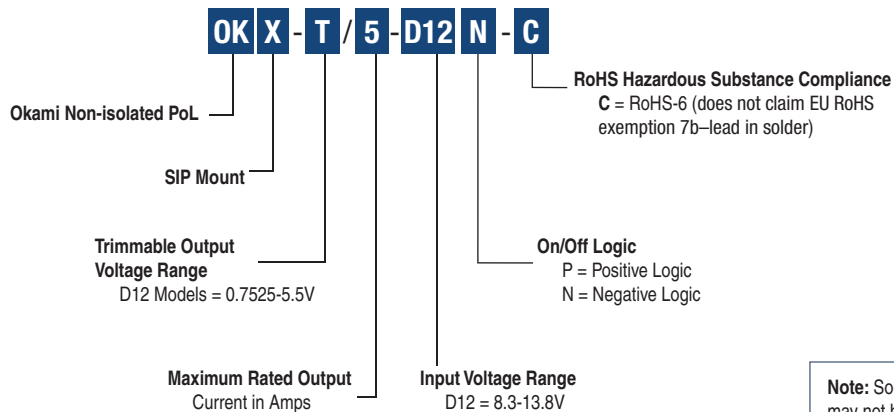 OK X - T / 5 - D12 N - C
RoHS Hazardous Substance Compliance
C = RoHS-6 (does not claim EU RoHS
exemption 7b–lead in solder)
Okami Non-isolated PoL
SIP Mount
Trimmable Output
Voltage Range
D12 Models = 0.7525-5.5V
On/Off Logic
P = Positive Logic
N = Negative Logic
Maximum Rated Output
Current in Amps
Input Voltage Range
D12 = 8.3-13.8V
Note: So
may not b